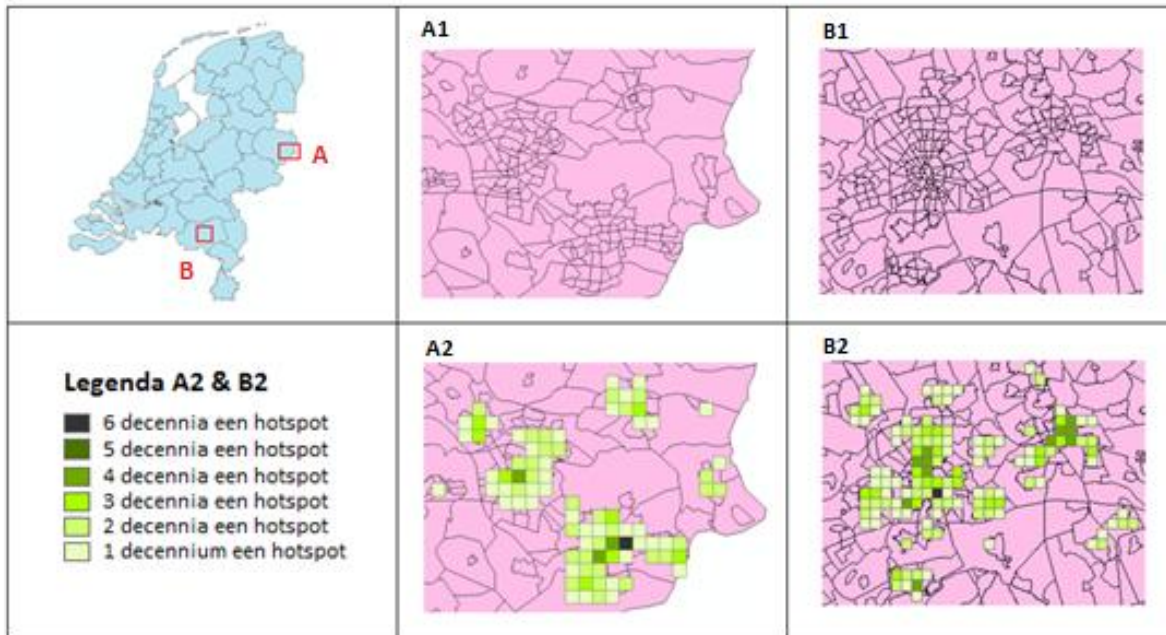 A1
B1
A
B
A2
B2
Legenda A2 & B2
6 decennia een hotspot
5 decennia een hotspot
4 decennia een hotspot
3 decennia een hotspot
2 decennia een hotspot
1 decennium een hotspot